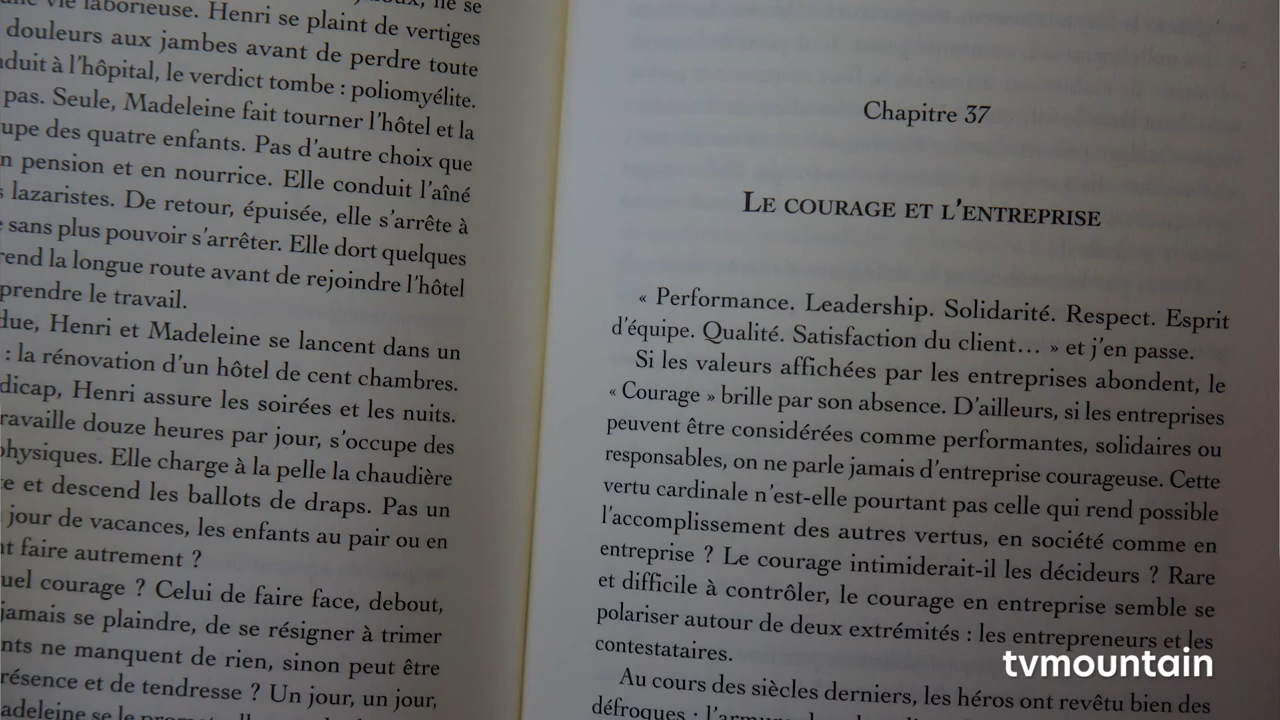 vie laborieuse. Henri se plaint de vertiges
douleurs aux jambes avant de perdre toute
duit à l'hôpital, le verdict tombe : poliomyélite.
pas. Seule, Madeleine fait tourner l'hôtel et la
upe des quatre enfants. Pas d'autre choix que
n pension et en nourrice. Elle conduit l'aîné
s lazaristes. De retour, épuisée, elle s'arrête à
sans plus pouvoir s'arrêter. Elle dort quelques
rend la longue route avant de rejoindre l'hôtel
prendre le travail.
due, Henri et Madeleine se lancent dans un
: la rénovation d'un hôtel de cent chambres.
dicap, Henri assure les soirées et les nuits.
ravaille douze heures par jour, s'occupe des
physiques. Elle charge à la pelle la chaudière
te et descend les ballots de draps. Pas un
jour de vacances, les enfants au pair ou en
nt faire autrement ?
uel courage ? Celui de faire face, debout,
jamais se plaindre, de se résigner à trimer
nts ne manquent de rien, sinon peut être
résence et de tendresse ? Un jour, un jour,
Chapitre 37
Le courage et l'entreprise
« Performance. Leadership. Solidarité. Respect. Esprit
d'équipe. Qualité. Satisfaction du client... » et j'en passe.
Si les valeurs affichées par les entreprises abondent, le
« Courage » brille par son absence. D'ailleurs, si les entreprises
peuvent être considérées comme performantes, solidaires ou
responsables, on ne parle jamais d'entreprise courageuse. Cette
vertu cardinale n'est-elle pourtant pas celle qui rend possible
l'accomplissement des autres vertus, en société comme en
entreprise ? Le courage intimiderait-il les décideurs ? Rare
et difficile à contrôler, le courage en entreprise semble se
polariser autour de deux extrémités : les entrepreneurs et les
contestataires.
Au cours des siècles derniers, les héros ont revêtu bien des
défroques :
tvmountain